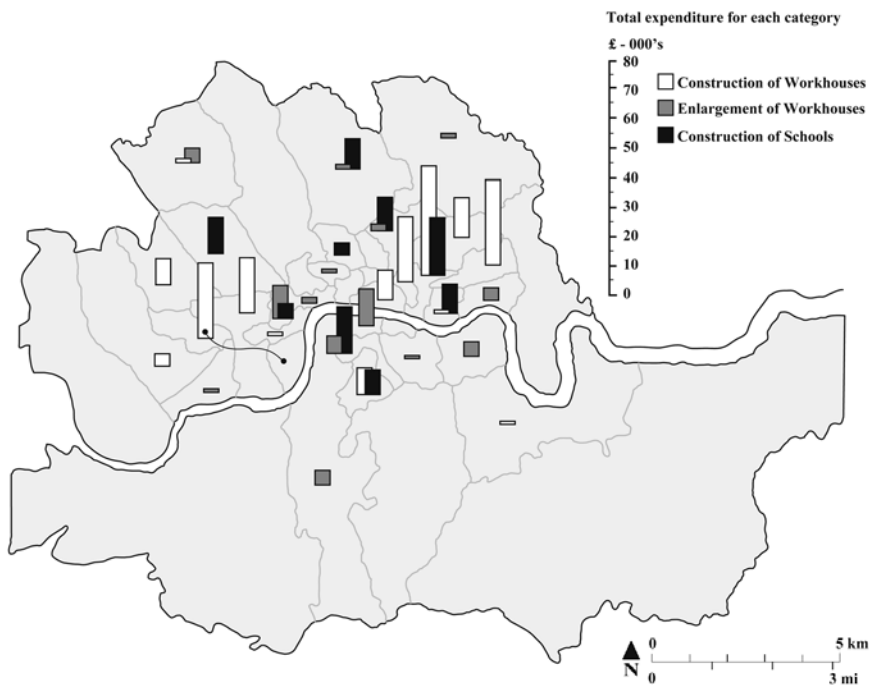 Total expenditure for each category
£ - 000's
80
70
60
50
40
30
20
10
0
Construction of Workhouses
Enlargement of Workhouses
Construction of Schools
0 5 km
N
0 3 mi